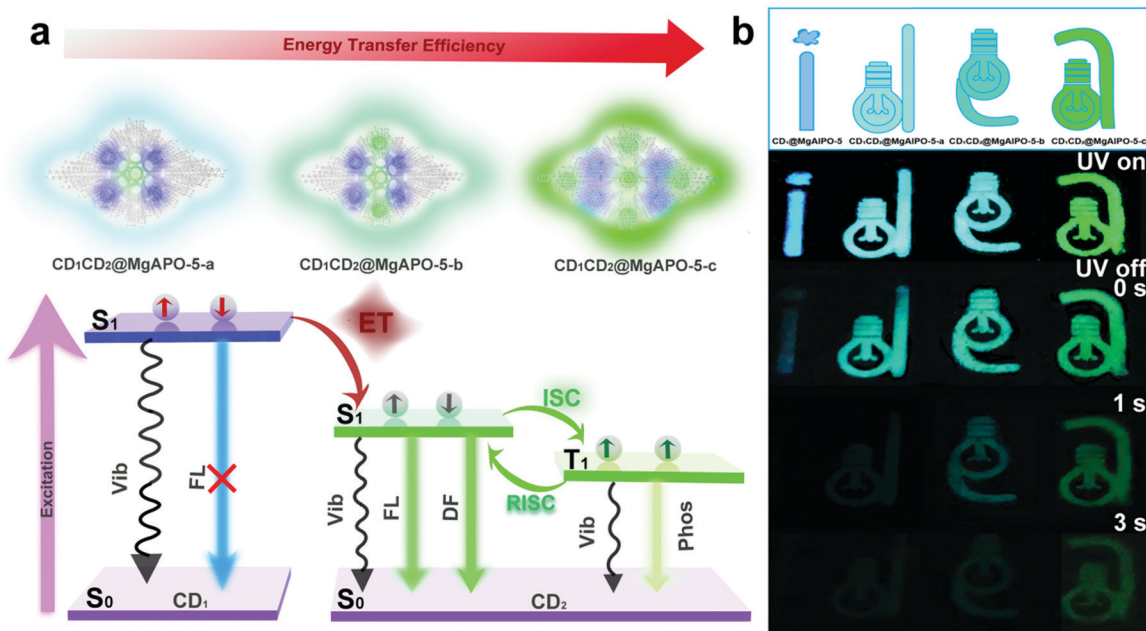 a
Energy Transfer Efficiency
CD₁CD₂@MgAPO-5-a
CD₁CD₂@MgAPO-5-b
CD₁CD₂@MgAPO-5-c
Excitation
S₁
Vib
FL
S₀
CD₁
ET
S₁
Vib
FL
DF
ISC
RISC
T₁
Vib
Phos
S₀
CD₂
b
CD₁@MgAlPO-5
CD₁CD₂@MgAlPO-5-a
CD₁CD₂@MgAlPO-5-b
CD₁CD₂@MgAlPO-5-c
UV on
UV off
0 s
1 s
3 s